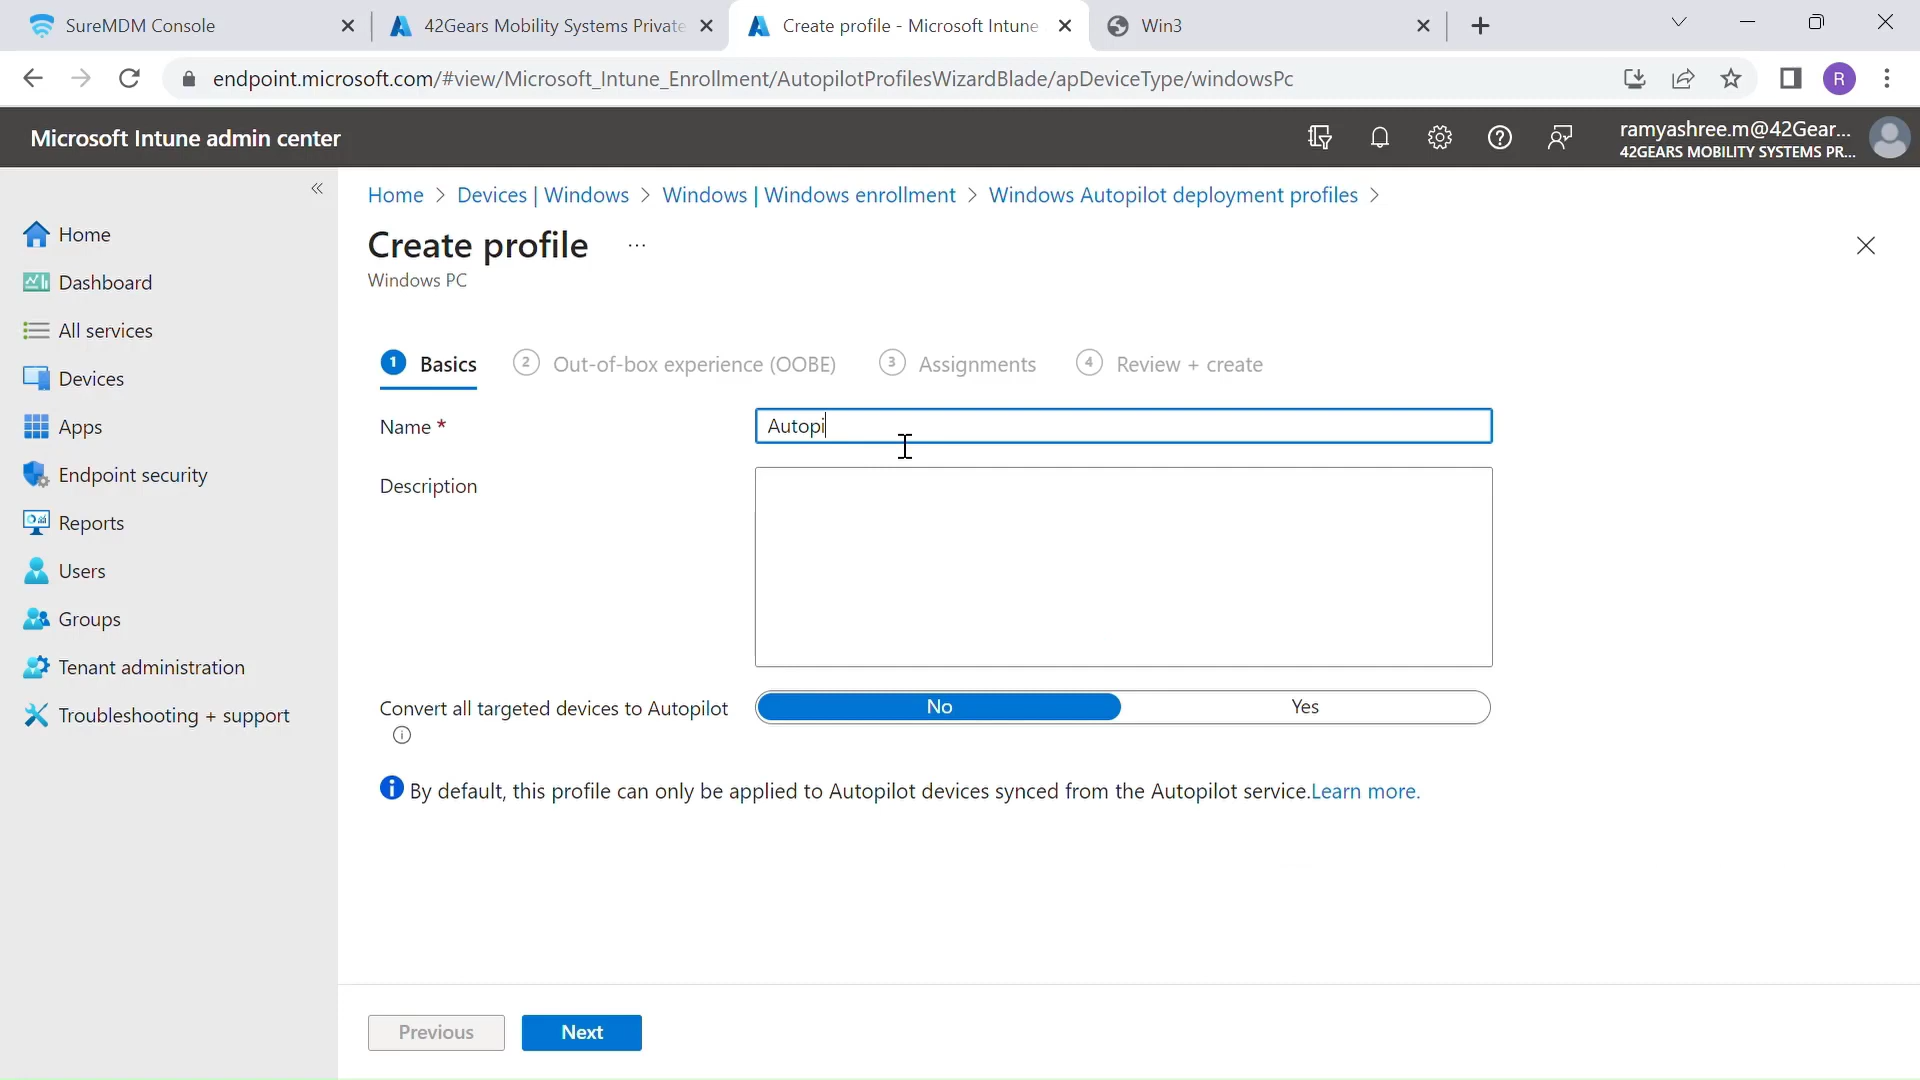 SureMDM Console
42Gears Mobility Systems Private
Create profile - Microsoft Intune
Win3
endpoint.microsoft.com/#view/Microsoft_Intune_Enrollment/AutopilotProfilesWizardBlade/apDeviceType/windowsPc
R
Microsoft Intune admin center
ramyashree.m@42Gear...
42GEARS MOBILITY SYSTEMS PR...
Home > Devices | Windows > Windows | Windows enrollment > Windows Autopilot deployment profiles >
Create profile ...
Windows PC
Home
Dashboard
All services
Devices
Apps
Endpoint security
Reports
Users
Groups
Tenant administration
Troubleshooting + support
1 Basics 2 Out-of-box experience (OOBE) 3 Assignments 4 Review + create
Name * Autopi
Description
Convert all targeted devices to Autopilot No Yes
By default, this profile can only be applied to Autopilot devices synced from the Autopilot service.Learn more.
Previous Next